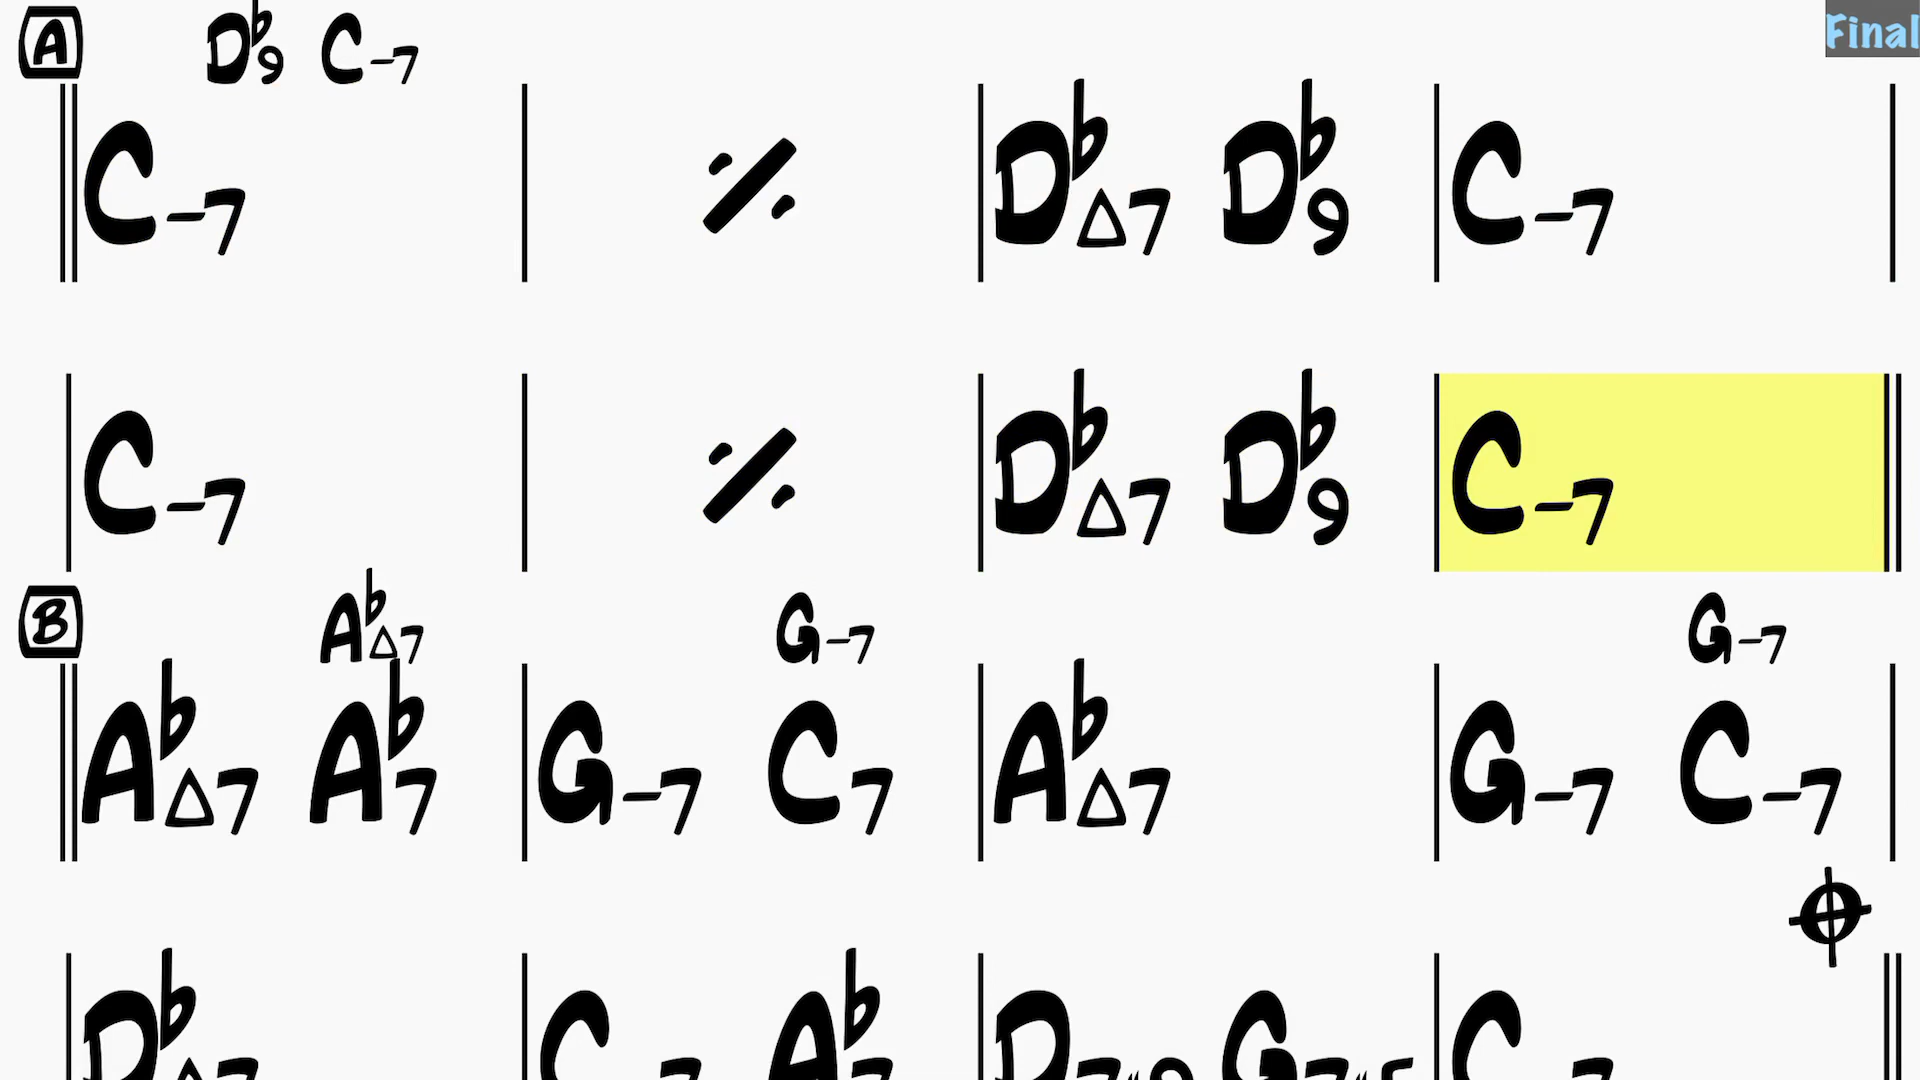 A D♭9 C-7 Final
C-7 | 𝄎 | D♭Δ7 D♭9 | C-7
C-7 | 𝄎 | D♭Δ7 D♭9 | C-7
B A♭Δ7 G-7 G-7
A♭Δ7 A♭7 | G-7 C7 | A♭Δ7 | G-7 C-7